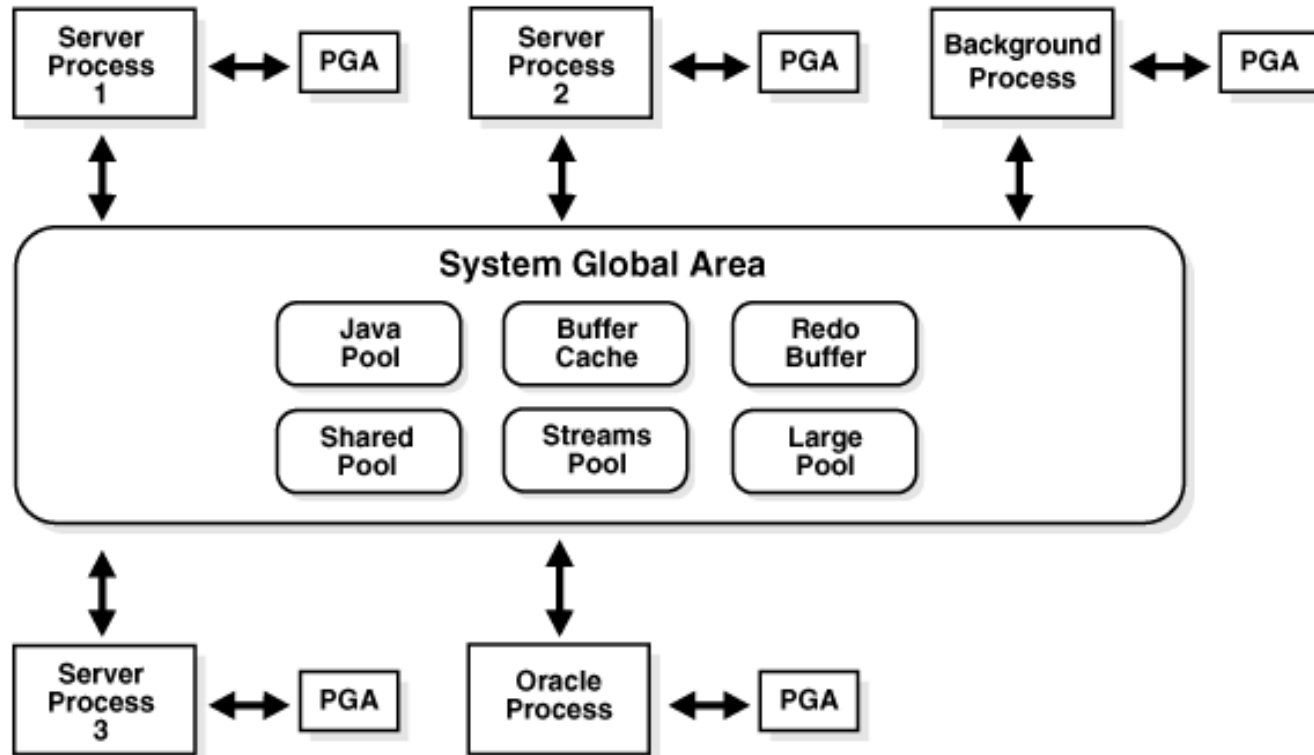 Server
Process
1
PGA
Server
Process
2
PGA
Background
Process
PGA
System Global Area
Java
Pool
Buffer
Cache
Redo
Buffer
Shared
Pool
Streams
Pool
Large
Pool
Server
Process
3
PGA
Oracle
Process
PGA